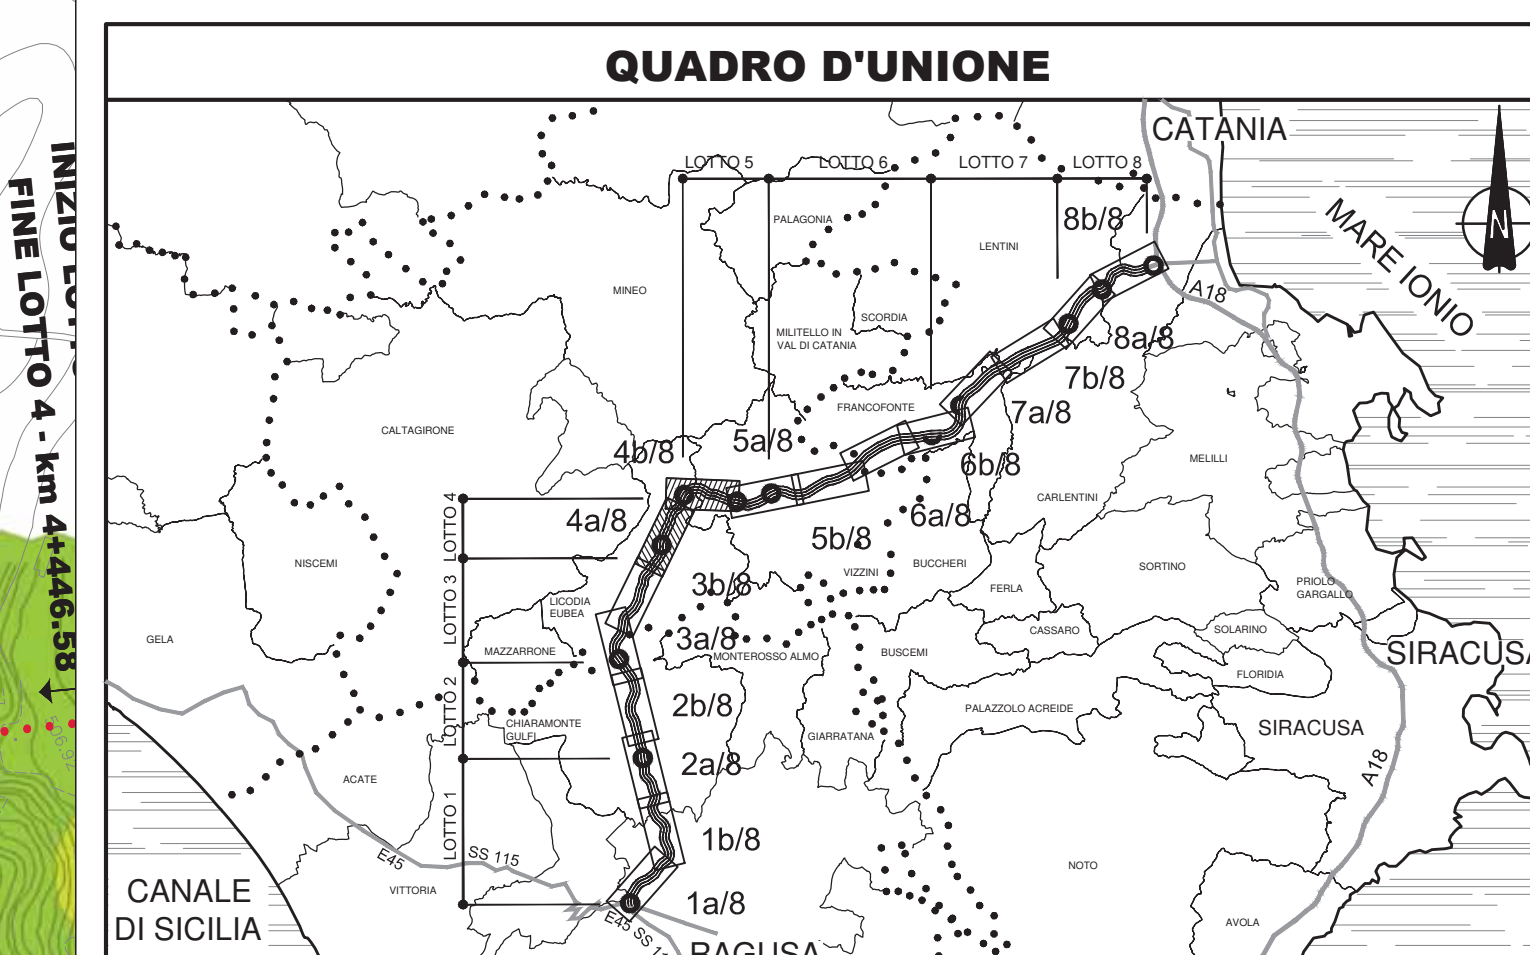 QUADRO D'UNIONE
FINE LOTTO 4 - km 4+446.58
CATANIA
LOTTO 5
LOTTO 6
LOTTO 7
LOTTO 8
N
MARE IONIO
PALAGONIA
8b/8
LENTINI
MINEO
A18
SCORDIA
MILITELLO IN
VAL DI CATANIA
8a/8
7b/8
FRANCOFONTE
7a/8
CALTAGIRONE
4b/8
5a/8
6b/8
MELILLI
CARLENTINI
4a/8
6a/8
5b/8
LOTTO 4
NISCEMI
VIZZINI
BUCCHERI
SORTINO
3b/8
FERLA
PRIOLO
GARGALLO
LICODIA
EUBEA
LOTTO 3
GELA
3a/8
CASSARO
SOLARINO
MAZZARRONE
MONTEROSSO ALMO
BUSCEMI
SIRACUSA
FLORIDIA
2b/8
PALAZZOLO ACREIDE
LOTTO 2
CHIARAMONTE
GULFI
GIARRATANA
SIRACUSA
506.92
2a/8
A18
ACATE
LOTTO 1
1b/8
E45
SS 115
NOTO
CANALE
DI SICILIA
VITTORIA
1a/8
E45 SS
AVOLA
RAGUSA